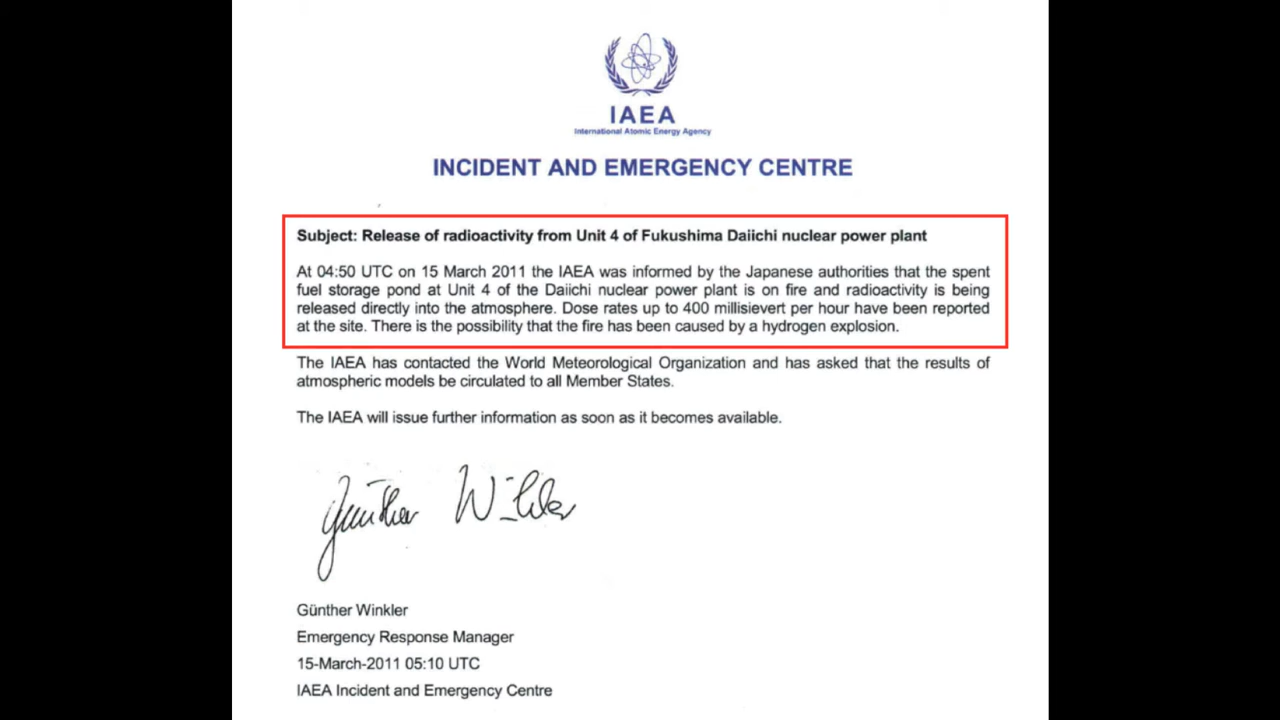 IAEA
International Atomic Energy Agency
INCIDENT AND EMERGENCY CENTRE
Subject: Release of radioactivity from Unit 4 of Fukushima Daiichi nuclear power plant
At 04:50 UTC on 15 March 2011 the IAEA was informed by the Japanese authorities that the spent
fuel storage pond at Unit 4 of the Daiichi nuclear power plant is on fire and radioactivity is being
released directly into the atmosphere. Dose rates up to 400 millisievert per hour have been reported
at the site. There is the possibility that the fire has been caused by a hydrogen explosion.
The IAEA has contacted the World Meteorological Organization and has asked that the results of
atmospheric models be circulated to all Member States.
The IAEA will issue further information as soon as it becomes available.
Günther Winkler
Günther Winkler
Emergency Response Manager
15-March-2011 05:10 UTC
IAEA Incident and Emergency Centre